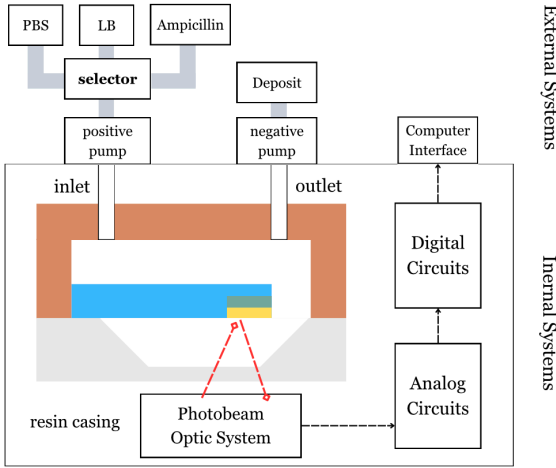 PBS
LB
Ampicillin
selector
Deposit
positive
pump
negative
pump
Computer
Interface
inlet
outlet
Digital
Circuits
Analog
Circuits
resin casing
Photobeam
Optic System
External Systems
Inernal Systems